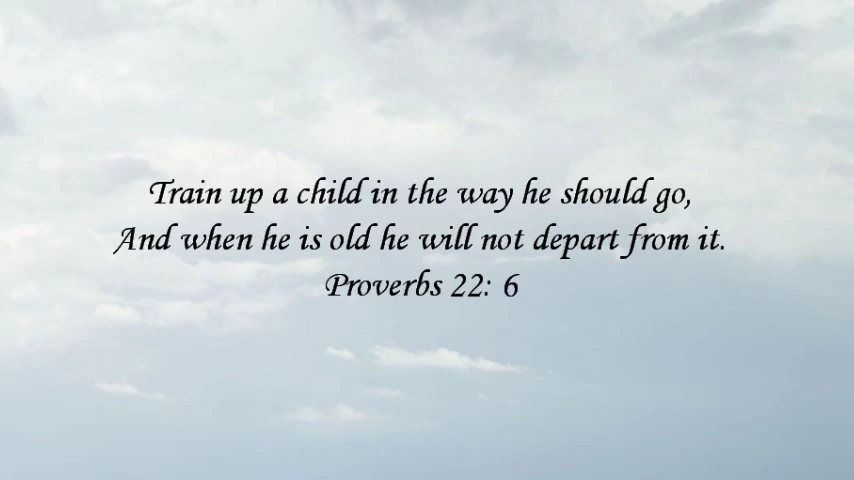 Train up a child in the way he should go,
And when he is old he will not depart from it.
Proverbs 22: 6